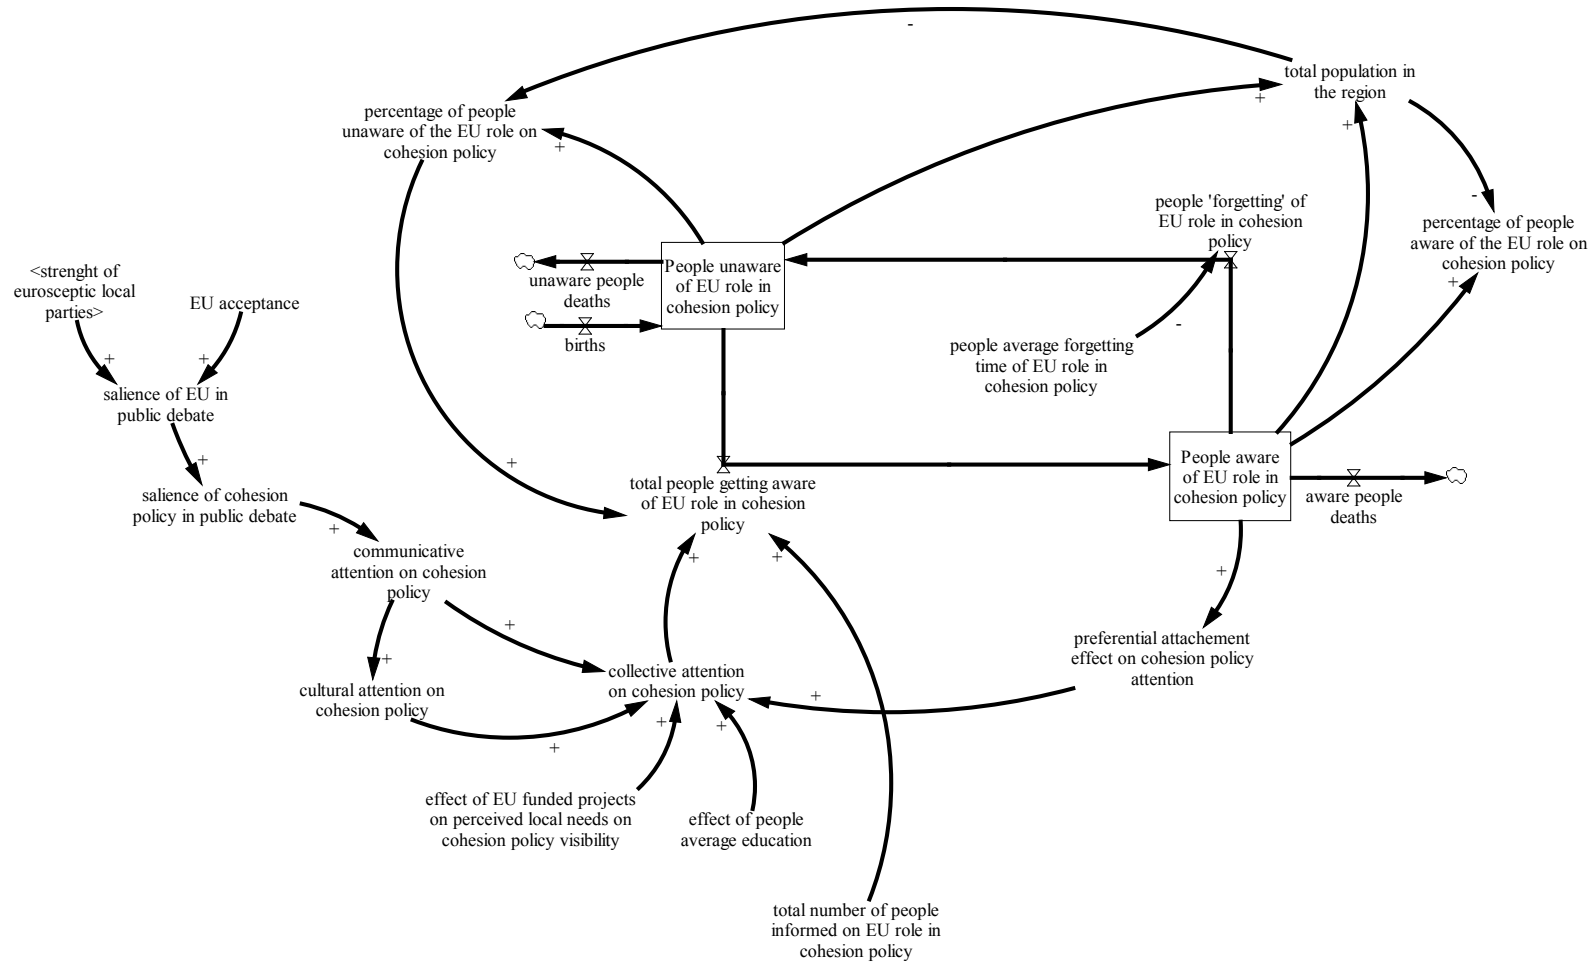 -
total population in
the region
+
+
-
percentage of people
unaware of the EU role on
cohesion policy
+
people 'forgetting' of
EU role in cohesion
policy
percentage of people
aware of the EU role on
cohesion policy
+
<strenght of
eurosceptic local
parties>
EU acceptance
+
+
salience of EU in
public debate
+
salience of cohesion
policy in public debate
+
People unaware
of EU role in
cohesion policy
unaware people
deaths
births
people average forgetting
time of EU role in
cohesion policy
-
+
total people getting aware
of EU role in cohesion
policy
+
+
People aware
of EU role in
cohesion policy
aware people
deaths
+
communicative
attention on cohesion
policy
+
+
cultural attention on
cohesion policy
+
collective attention
on cohesion policy
+
+
+
preferential attachement
effect on cohesion policy
attention
effect of EU funded projects
on perceived local needs on
cohesion policy visibility
effect of people
average education
total number of people
informed on EU role in
cohesion policy